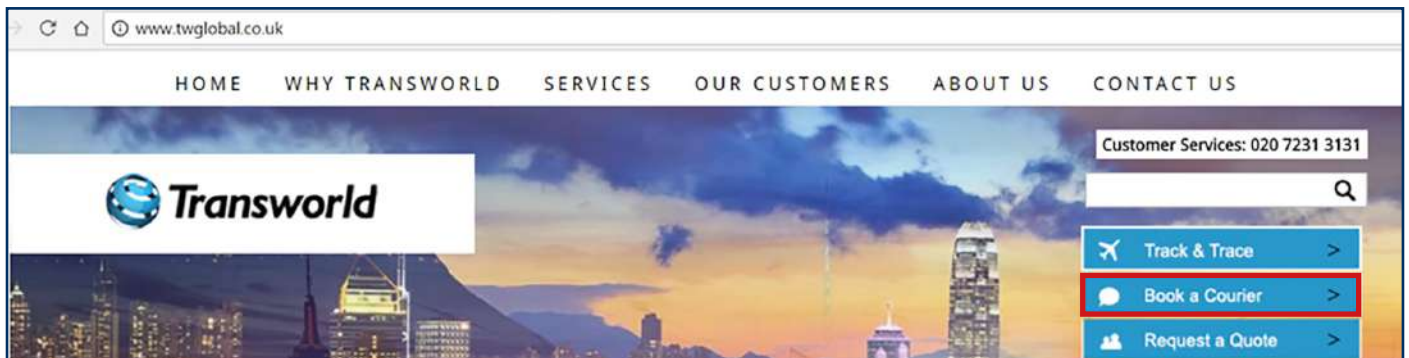 www.twglobal.co.uk
HOME WHY TRANSWORLD SERVICES OUR CUSTOMERS ABOUT US CONTACT US
Customer Services: 020 7231 3131
Transworld
Track & Trace >
Book a Courier >
Request a Quote >